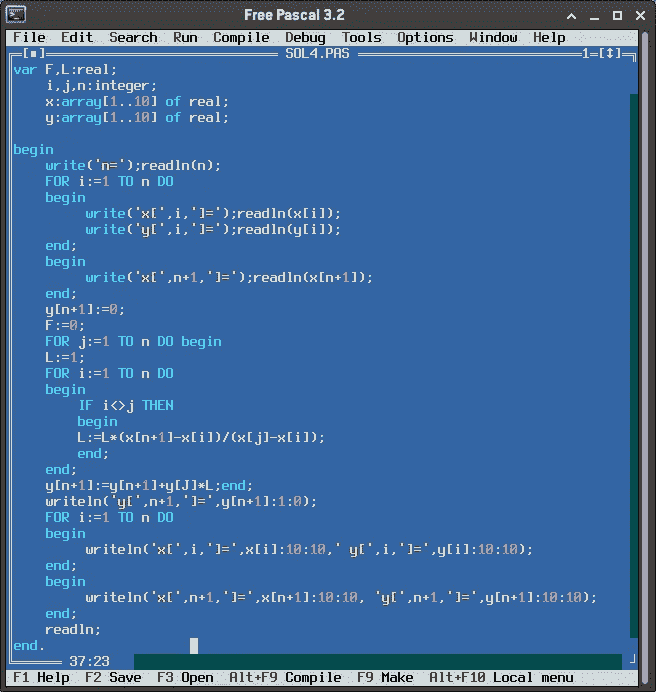 Free Pascal 3.2
File Edit Search Run Compile Debug Tools Options Window Help
[■] SOL4.PAS 1=[↕]
var F,L:real;
    i,j,n:integer;
    x:array[1..10] of real;
    y:array[1..10] of real;
begin
    write('n=');readln(n);
    FOR i:=1 TO n DO
    begin
         write('x[',i,']=');readln(x[i]);
         write('y[',i,']=');readln(y[i]);
    end;
    begin
         write('x[',n+1,']=');readln(x[n+1]);
    end;
    y[n+1]:=0;
    F:=0;
    FOR j:=1 TO n DO begin
    L:=1;
    FOR i:=1 TO n DO
    begin
        IF i<>j THEN
        begin
        L:=L*(x[n+1]-x[i])/(x[j]-x[i]);
        end;
    end;
    y[n+1]:=y[n+1]+y[J]*L;end;
    writeln('y[',n+1,']=',y[n+1]:1:0);
    FOR i:=1 TO n DO
    begin
         writeln('x[',i,']=',x[i]:10:10,' y[',i,']=',y[i]:10:10);
    end;
    begin
         writeln('x[',n+1,']=',x[n+1]:10:10, 'y[',n+1,']=',y[n+1]:10:10);
    end;
    readln;
end.
37:23
F1 Help F2 Save F3 Open Alt+F9 Compile F9 Make Alt+F10 Local menu